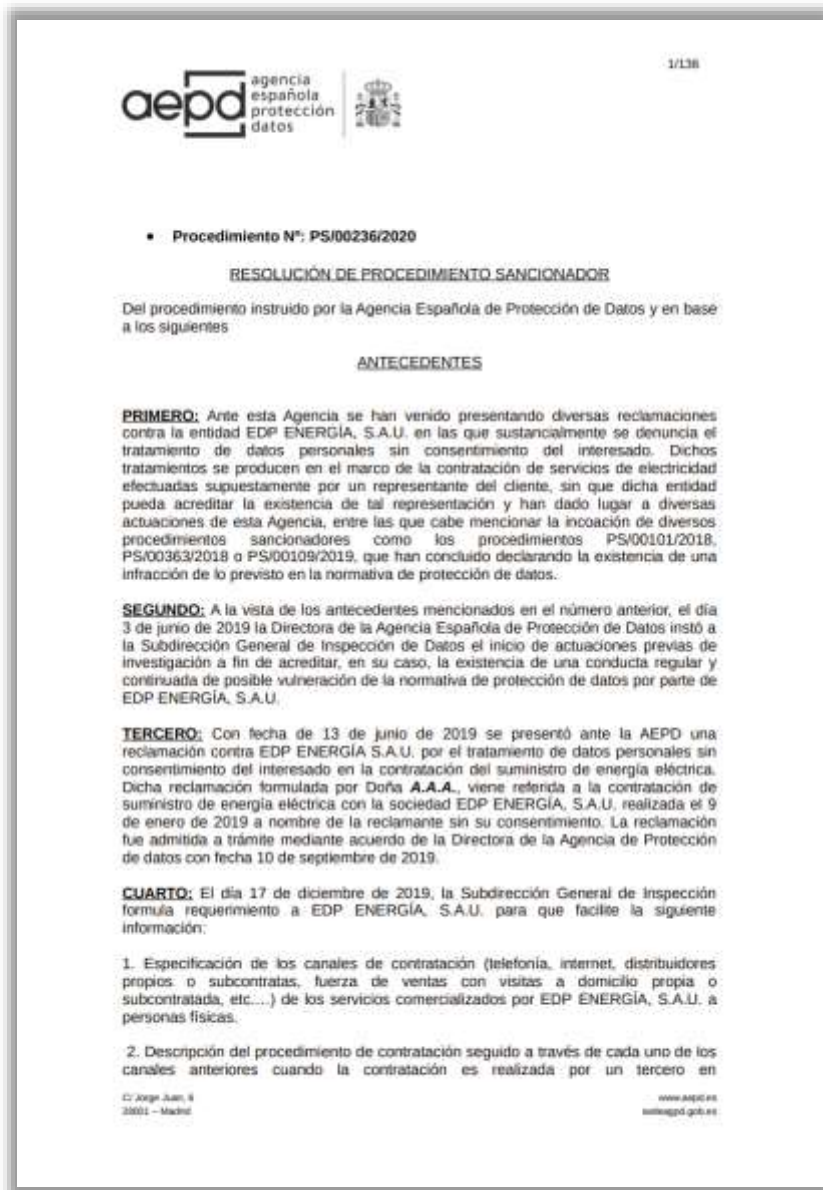 1/138
aepd agencia
española
protección
datos
• Procedimiento Nº: PS/00236/2020
RESOLUCIÓN DE PROCEDIMIENTO SANCIONADOR
Del procedimiento instruido por la Agencia Española de Protección de Datos y en base
a los siguientes
ANTECEDENTES
PRIMERO: Ante esta Agencia se han venido presentando diversas reclamaciones
contra la entidad EDP ENERGÍA, S.A.U. en las que sustancialmente se denuncia el
tratamiento de datos personales sin consentimiento del interesado. Dichos
tratamientos se producen en el marco de la contratación de servicios de electricidad
efectuadas supuestamente por un representante del cliente, sin que dicha entidad
pueda acreditar la existencia de tal representación y han dado lugar a diversas
actuaciones de esta Agencia, entre las que cabe mencionar la incoación de diversos
procedimientos sancionadores como los procedimientos PS/00101/2018,
PS/00363/2018 o PS/00109/2019, que han concluido declarando la existencia de una
infracción de lo previsto en la normativa de protección de datos.
SEGUNDO: A la vista de los antecedentes mencionados en el número anterior, el día
3 de junio de 2019 la Directora de la Agencia Española de Protección de Datos instó a
la Subdirección General de Inspección de Datos el inicio de actuaciones previas de
investigación a fin de acreditar, en su caso, la existencia de una conducta regular y
continuada de posible vulneración de la normativa de protección de datos por parte de
EDP ENERGÍA, S.A.U.
TERCERO: Con fecha de 13 de junio de 2019 se presentó ante la AEPD una
reclamación contra EDP ENERGÍA S.A.U. por el tratamiento de datos personales sin
consentimiento del interesado en la contratación del suministro de energía eléctrica.
Dicha reclamación formulada por Doña A.A.A., viene referida a la contratación de
suministro de energía eléctrica con la sociedad EDP ENERGÍA, S.A.U. realizada el 9
de enero de 2019 a nombre de la reclamante sin su consentimiento. La reclamación
fue admitida a trámite mediante acuerdo de la Directora de la Agencia de Protección
de datos con fecha 10 de septiembre de 2019.
CUARTO: El día 17 de diciembre de 2019, la Subdirección General de Inspección
formula requerimiento a EDP ENERGÍA, S.A.U. para que facilite la siguiente
información:
1. Especificación de los canales de contratación (telefonía, internet, distribuidores
propios o subcontratas, fuerza de ventas con visitas a domicilio propia o
subcontratada, etc....) de los servicios comercializados por EDP ENERGÍA, S.A.U. a
personas físicas.
2. Descripción del procedimiento de contratación seguido a través de cada uno de los
canales anteriores cuando la contratación es realizada por un tercero en
C/ Jorge Juan, 6 www.aepd.es
28001 – Madrid sedeagpd.gob.es